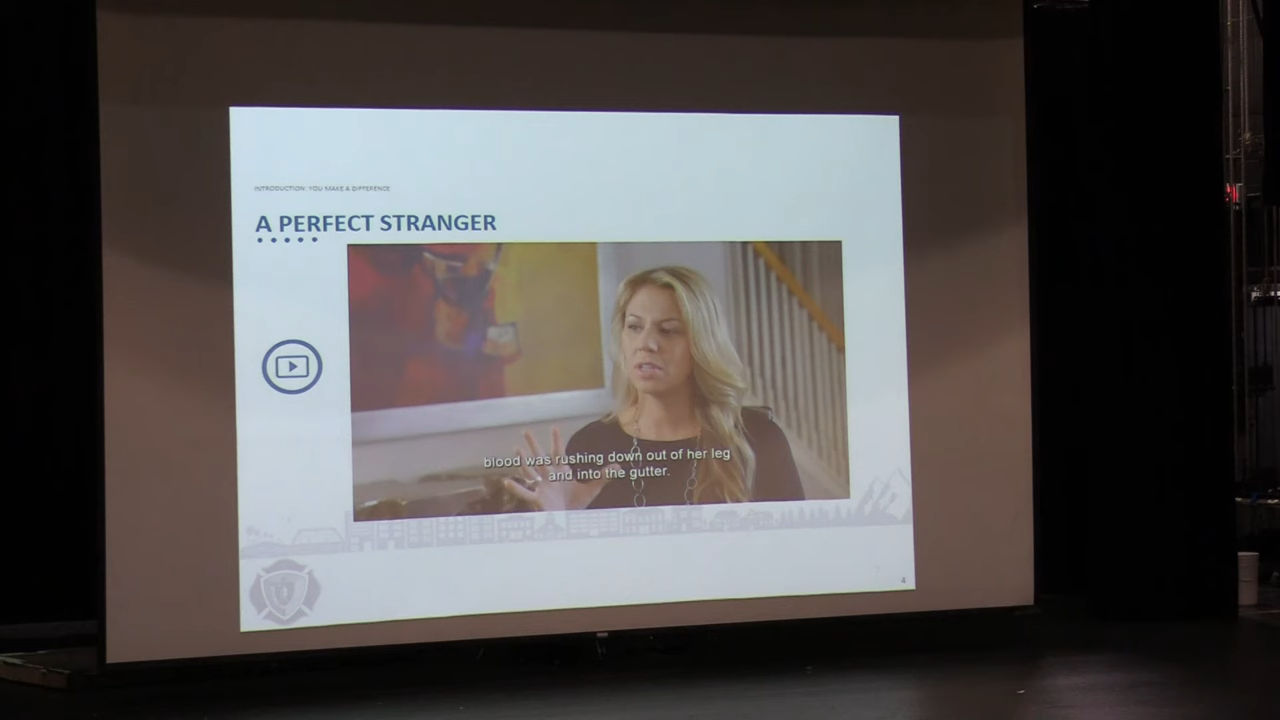 INTRODUCTION: YOU MAKE A DIFFERENCE
A PERFECT STRANGER
blood was rushing down out of her leg
and into the gutter.
4